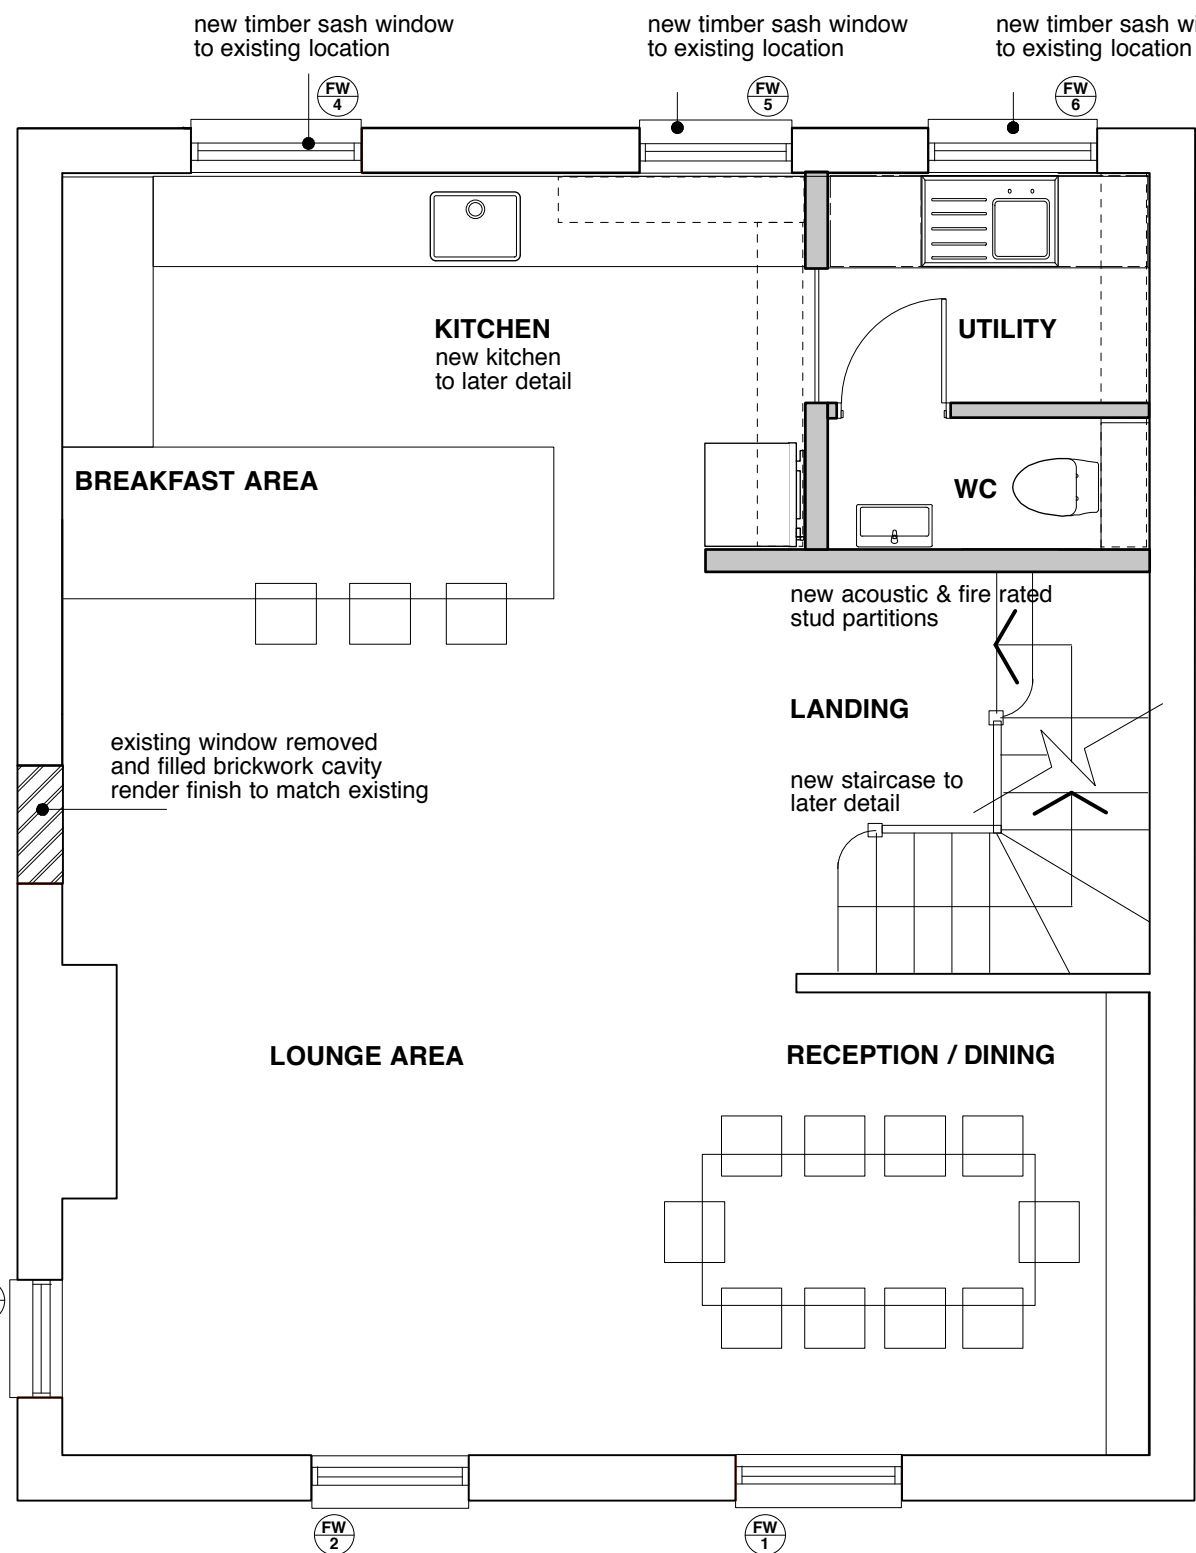 new timber sash window
to existing location
new timber sash window
to existing location
new timber sash wi
to existing location
FW
4
FW
5
FW
6
KITCHEN
new kitchen
to later detail
UTILITY
BREAKFAST AREA
WC
new acoustic & fire rated
stud partitions
LANDING
existing window removed
and filled brickwork cavity
render finish to match existing
new staircase to
later detail
LOUNGE AREA
RECEPTION / DINING
FW
2
FW
1